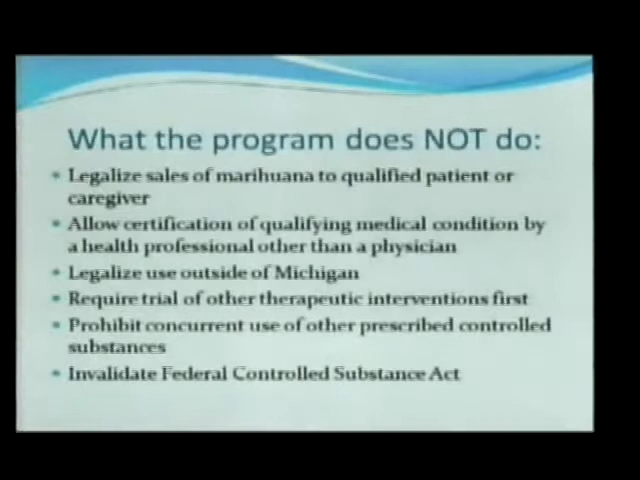 What the program does NOT do:
Legalize sales of marihuana to qualified patient or
caregiver
Allow certification of qualifying medical condition by
a health professional other than a physician
Legalize use outside of Michigan
Require trial of other therapeutic interventions first
Prohibit concurrent use of other prescribed controlled
substances
Invalidate Federal Controlled Substance Act